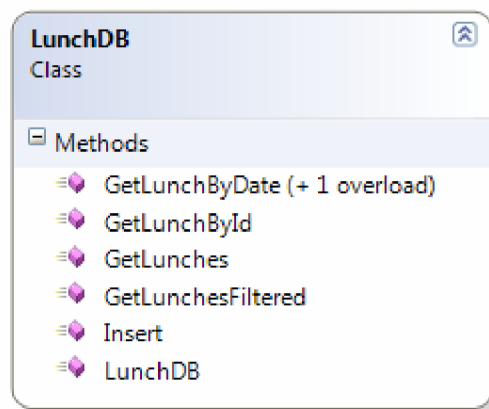 LunchDB
Class
Methods
GetLunchByDate (+ 1 overload)
GetLunchById
GetLunches
GetLunchesFiltered
Insert
LunchDB